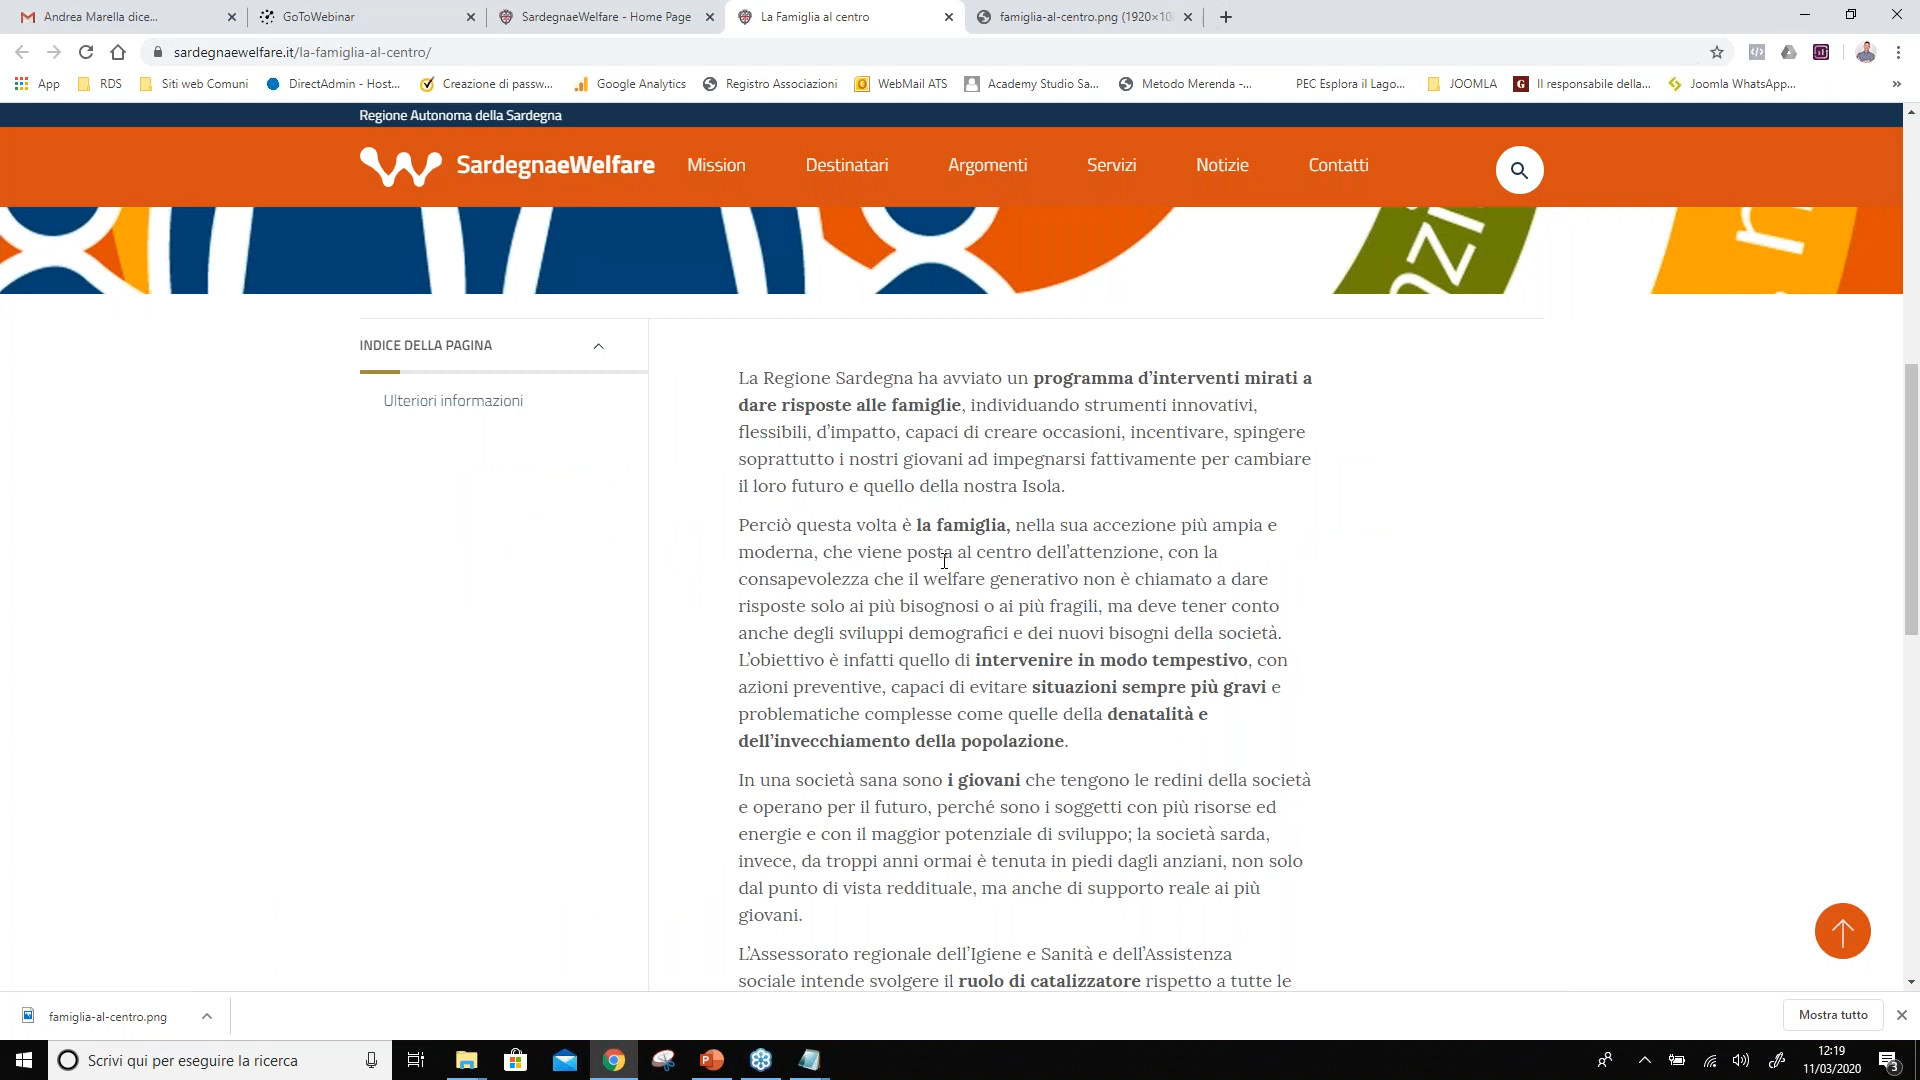 Andrea Marella dice...
GoToWebinar
SardegnaeWelfare - Home Page
La Famiglia al centro
famiglia-al-centro.png (1920×10
sardegnaewelfare.it/la-famiglia-al-centro/
App
RDS
Siti web Comuni
DirectAdmin - Host...
Creazione di passw...
Google Analytics
Registro Associazioni
WebMail ATS
Academy Studio Sa...
Metodo Merenda -...
PEC Esplora il Lago...
JOOMLA
Il responsabile della...
Joomla WhatsApp...
»
Regione Autonoma della Sardegna
SardegnaeWelfare
Mission
Destinatari
Argomenti
Servizi
Notizie
Contatti
INDICE DELLA PAGINA
Ulteriori informazioni
La Regione Sardegna ha avviato un programma d'interventi mirati a
dare risposte alle famiglie, individuando strumenti innovativi,
flessibili, d'impatto, capaci di creare occasioni, incentivare, spingere
soprattutto i nostri giovani ad impegnarsi fattivamente per cambiare
il loro futuro e quello della nostra Isola.
Perciò questa volta è la famiglia, nella sua accezione più ampia e
moderna, che viene posta al centro dell'attenzione, con la
consapevolezza che il welfare generativo non è chiamato a dare
risposte solo ai più bisognosi o ai più fragili, ma deve tener conto
anche degli sviluppi demografici e dei nuovi bisogni della società.
L'obiettivo è infatti quello di intervenire in modo tempestivo, con
azioni preventive, capaci di evitare situazioni sempre più gravi e
problematiche complesse come quelle della denatalità e
dell'invecchiamento della popolazione.
In una società sana sono i giovani che tengono le redini della società
e operano per il futuro, perché sono i soggetti con più risorse ed
energie e con il maggior potenziale di sviluppo; la società sarda,
invece, da troppi anni ormai è tenuta in piedi dagli anziani, non solo
dal punto di vista reddituale, ma anche di supporto reale ai più
giovani.
L'Assessorato regionale dell'Igiene e Sanità e dell'Assistenza
sociale intende svolgere il ruolo di catalizzatore rispetto a tutte le
famiglia-al-centro.png
Mostra tutto
Scrivi qui per eseguire la ricerca
12:19
11/03/2020
3